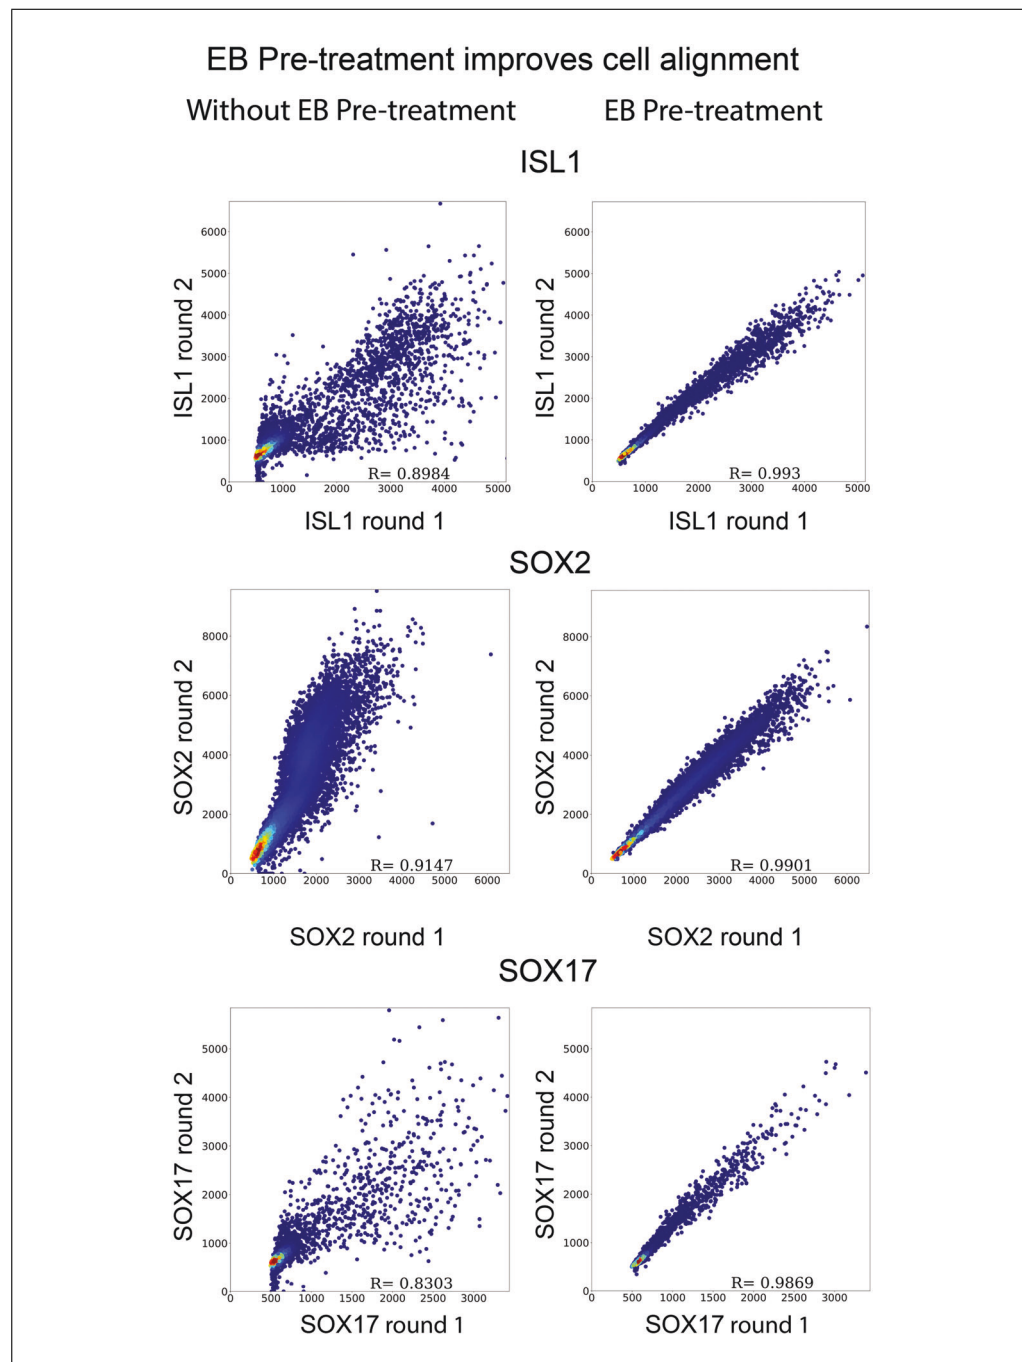 EB Pre-treatment improves cell alignment
Without EB Pre-treatment
EB Pre-treatment
ISL1
ISL1 round 2
6000
5000
4000
3000
2000
1000
0
0 1000 2000 3000 4000 5000
R= 0.8984
ISL1 round 1
ISL1 round 2
6000
5000
4000
3000
2000
1000
0
0 1000 2000 3000 4000 5000
R= 0.993
ISL1 round 1
SOX2
SOX2 round 2
8000
6000
4000
2000
0
0 1000 2000 3000 4000 5000 6000
R= 0.9147
SOX2 round 1
SOX2 round 2
8000
6000
4000
2000
0
0 1000 2000 3000 4000 5000 6000
R= 0.9901
SOX2 round 1
SOX17
SOX17 round 2
5000
4000
3000
2000
1000
0
0 500 1000 1500 2000 2500 3000
R= 0.8303
SOX17 round 1
SOX17 round 2
5000
4000
3000
2000
1000
0
0 500 1000 1500 2000 2500 3000
R= 0.9869
SOX17 round 1